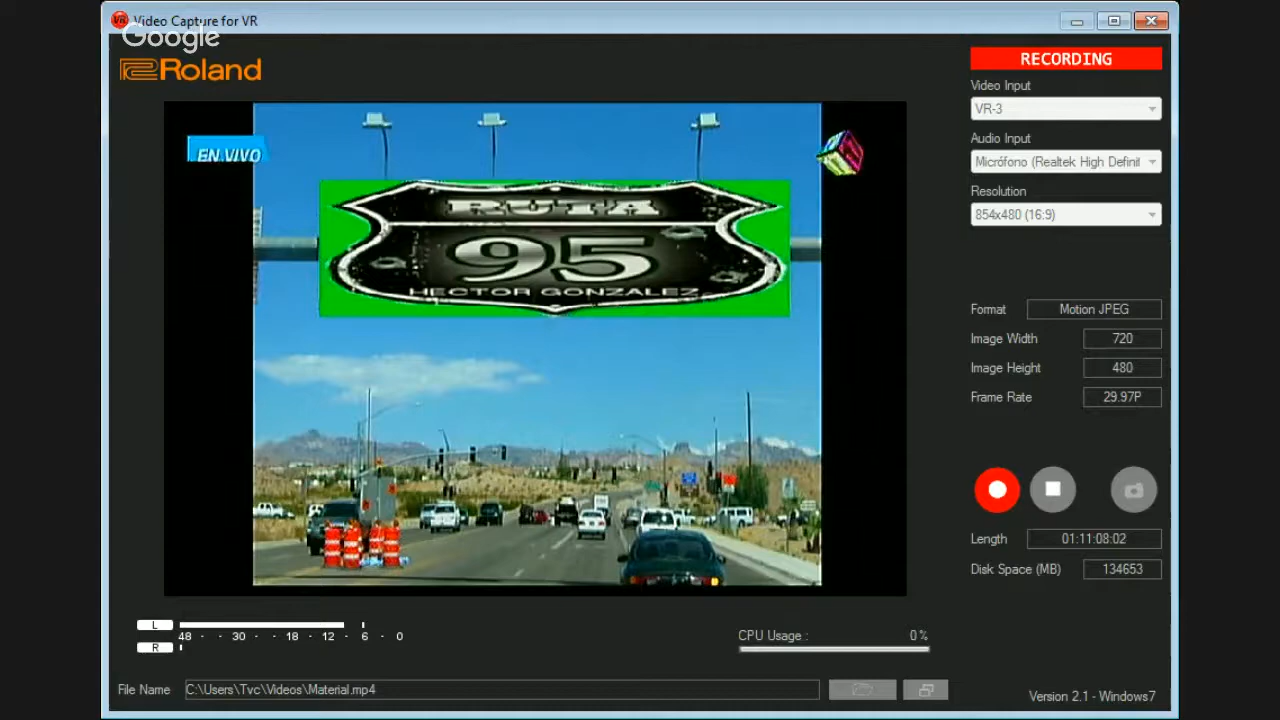 Video Capture for VR
Google
Roland
RECORDING
Video Input
VR-3
Audio Input
Micrófono (Realtek High Definit
Resolution
854x480 (16:9)
EN VIVO
RUTA
95
HECTOR GONZALEZ
Format Motion JPEG
Image Width 720
Image Height 480
Frame Rate 29.97P
Length 01:11:08:02
Disk Space (MB) 134653
L
48 - - 30 - - 18 - 12 - 6 - 0
R
CPU Usage : 0 %
File Name C:\Users\Tvc\Videos\Material.mp4
Version 2.1 - Windows7